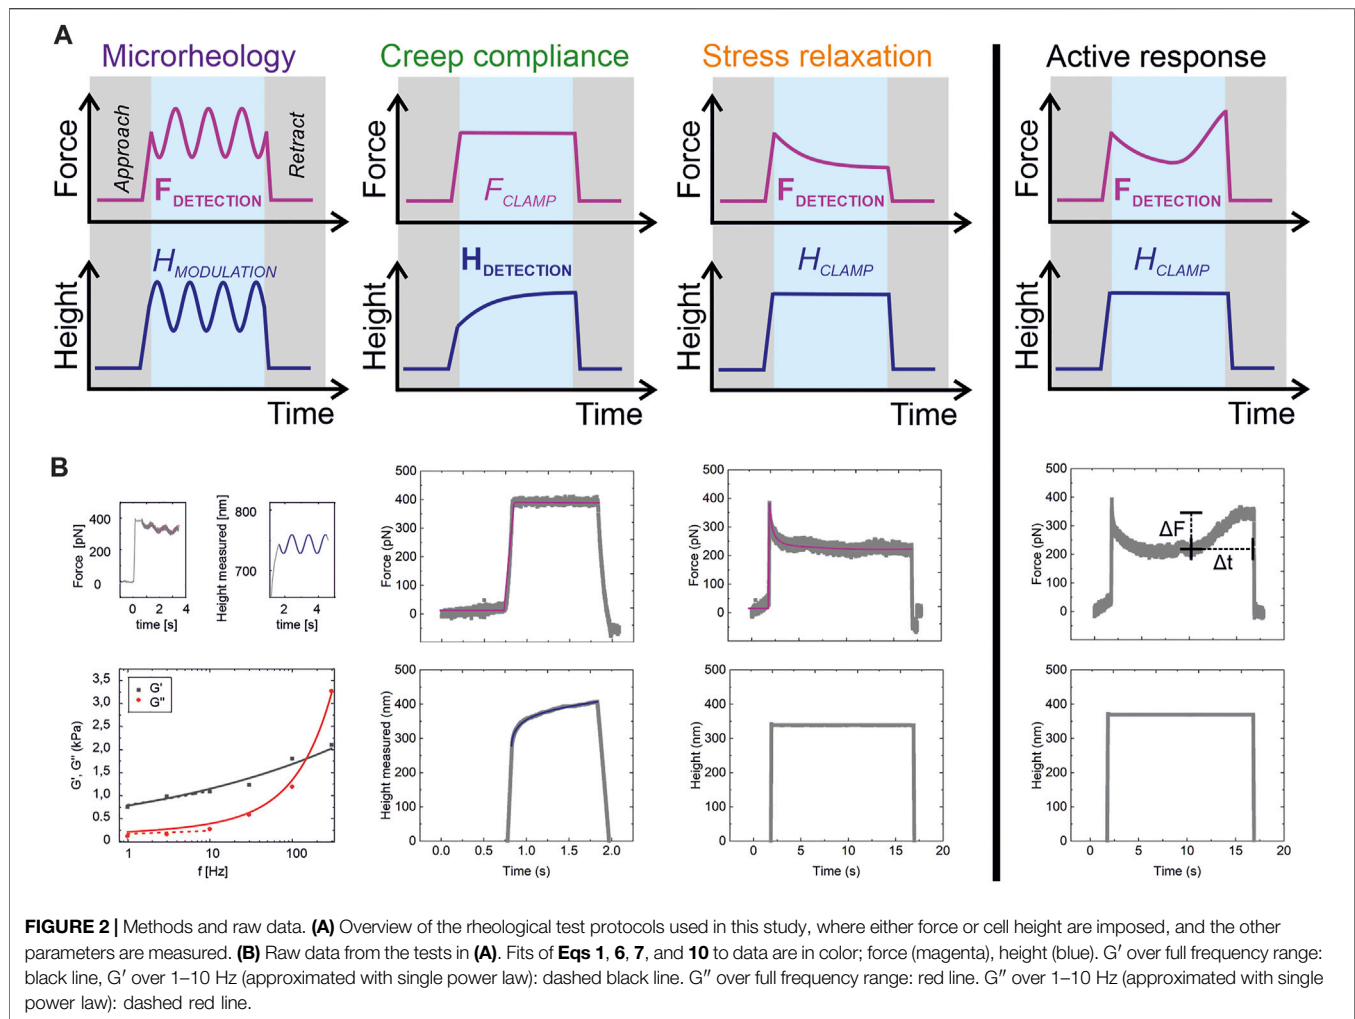 A
Microrheology
Creep compliance
Stress relaxation
Active response
Force
Approach
Retract
F DETECTION
Force
F CLAMP
Force
F DETECTION
Force
F DETECTION
Height
H MODULATION
Time
Height
H DETECTION
Time
Height
H CLAMP
Time
Height
H CLAMP
Time
B
Force [pN]
400
200
0
0 2 4
time [s]
Height measured [nm]
800
700
2 4
time [s]
Force (pN)
500
400
300
200
100
0
Force (pN)
500
400
300
200
100
0
Force (pN)
500
400
300
200
100
0
ΔF
Δt
G', G'' (kPa)
3,5
3,0
2,5
2,0
1,5
1,0
0.5
0
G'
G''
1 10 100
f [Hz]
Height measured (nm)
500
400
300
200
100
0
0.0 0.5 1.0 1.5 2.0
Time (s)
Height (nm)
500
400
300
200
100
0
0 5 10 15 20
Time (s)
Height (nm)
500
400
300
200
100
0
0 5 10 15 20
Time (s)
FIGURE 2 | Methods and raw data. (A) Overview of the rheological test protocols used in this study, where either force or cell height are imposed, and the other
parameters are measured. (B) Raw data from the tests in (A). Fits of Eqs 1, 6, 7, and 10 to data are in color; force (magenta), height (blue). G′ over full frequency range:
black line, G′ over 1–10 Hz (approximated with single power law): dashed black line. G″ over full frequency range: red line. G″ over 1–10 Hz (approximated with single
power law): dashed red line.